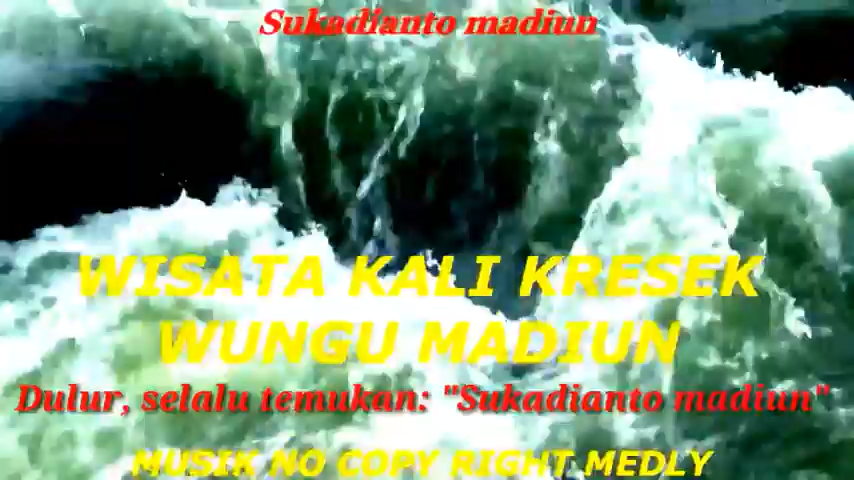 Sukadianto madiun
WISATA KALI KRESEK
WUNGU MADIUN
Dulur, selalu temukan: "Sukadianto madiun"
MUSIK NO COPY RIGHT MEDLY